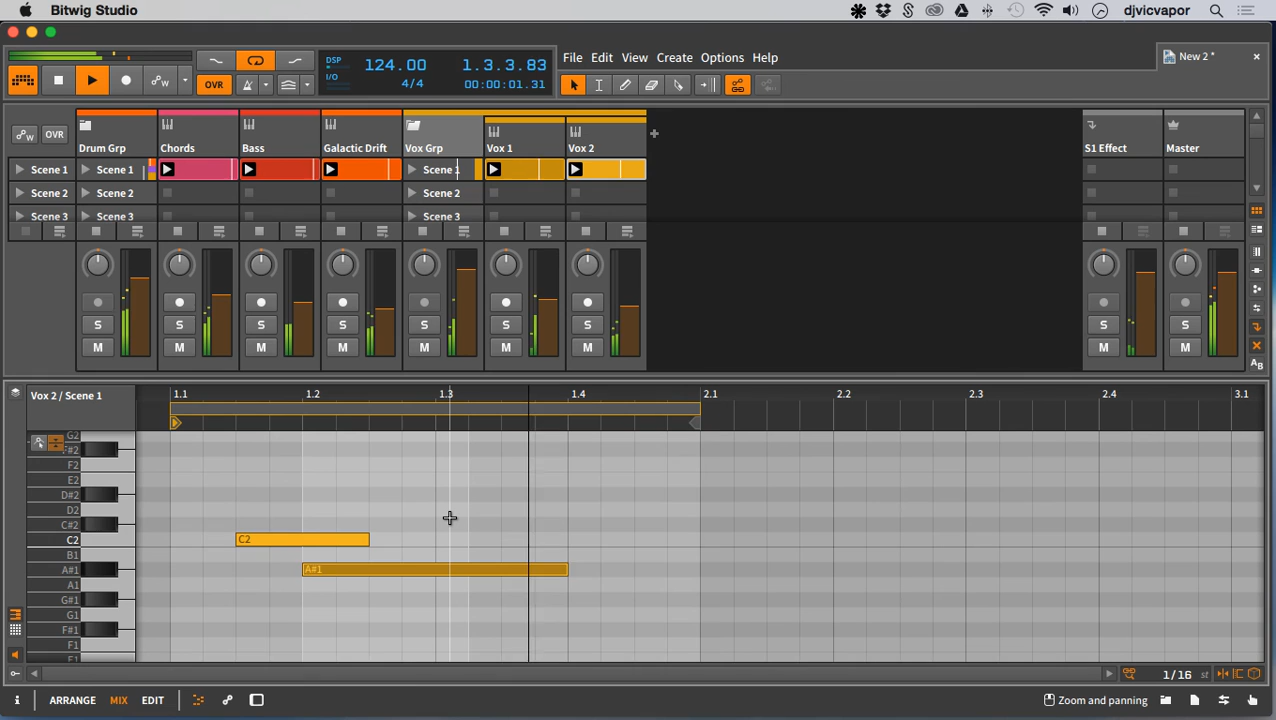 Bitwig Studio
djvicvapor
DSP
I/O
124.00
4/4
1.3.3.83
00:00:01.31
File Edit View Create Options Help
New 2 *
OVR
OVR
Drum Grp
Chords
Bass
Galactic Drift
Vox Grp
Vox 1
Vox 2
S1 Effect
Master
Scene 1
Scene 1
Scene 1
Scene 2
Scene 2
Scene 2
Scene 3
Scene 3
Scene 3
S S S S S S S S S
M M M M M M M M M
Vox 2 / Scene 1
1.1 1.2 1.3 1.4 2.1 2.2 2.3 2.4 3.1
G2
F#2
F2
E2
D#2
D2
C#2
C2
C2
B1
A#1
A#1
A1
G#1
G1
F#1
F1
E1
1/16 st
i
ARRANGE MIX EDIT
Zoom and panning